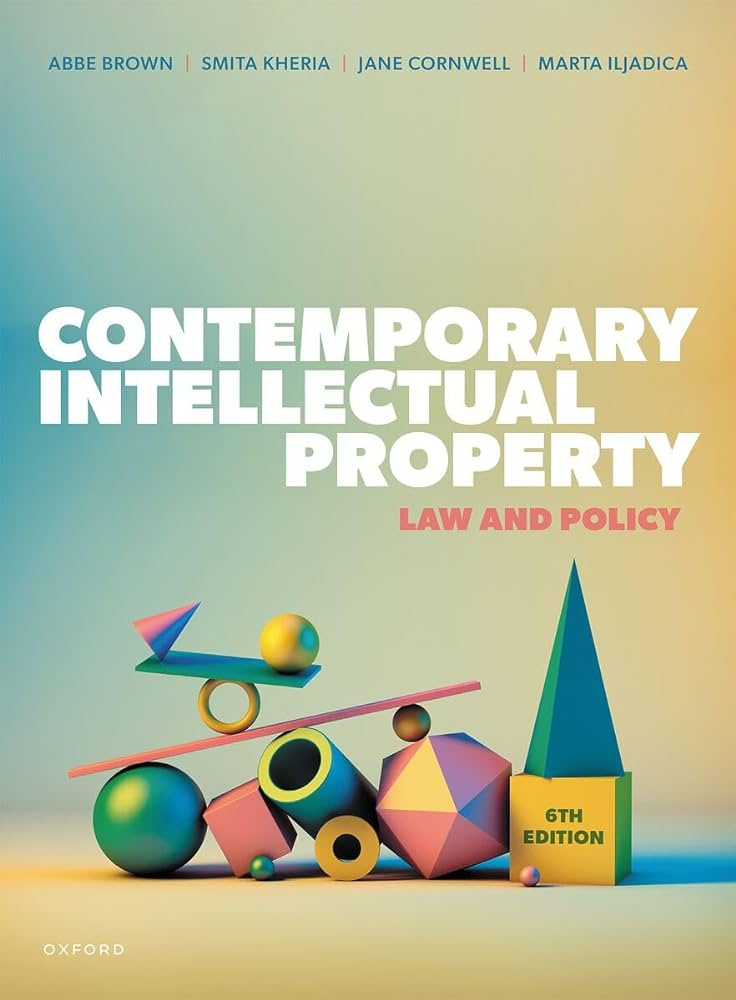 ABBE BROWN | SMITA KHERIA | JANE CORNWELL | MARTA ILJADICA
CONTEMPORARY
INTELLECTUAL
PROPERTY
LAW AND POLICY
6TH
EDITION
OXFORD